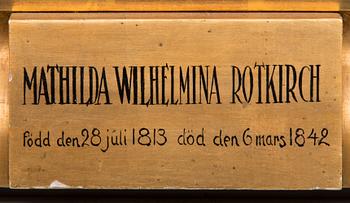 MATHILDA WILHELMINA ROTKIRCH
Född den 28 juli 1813 död den 6 mars 1842